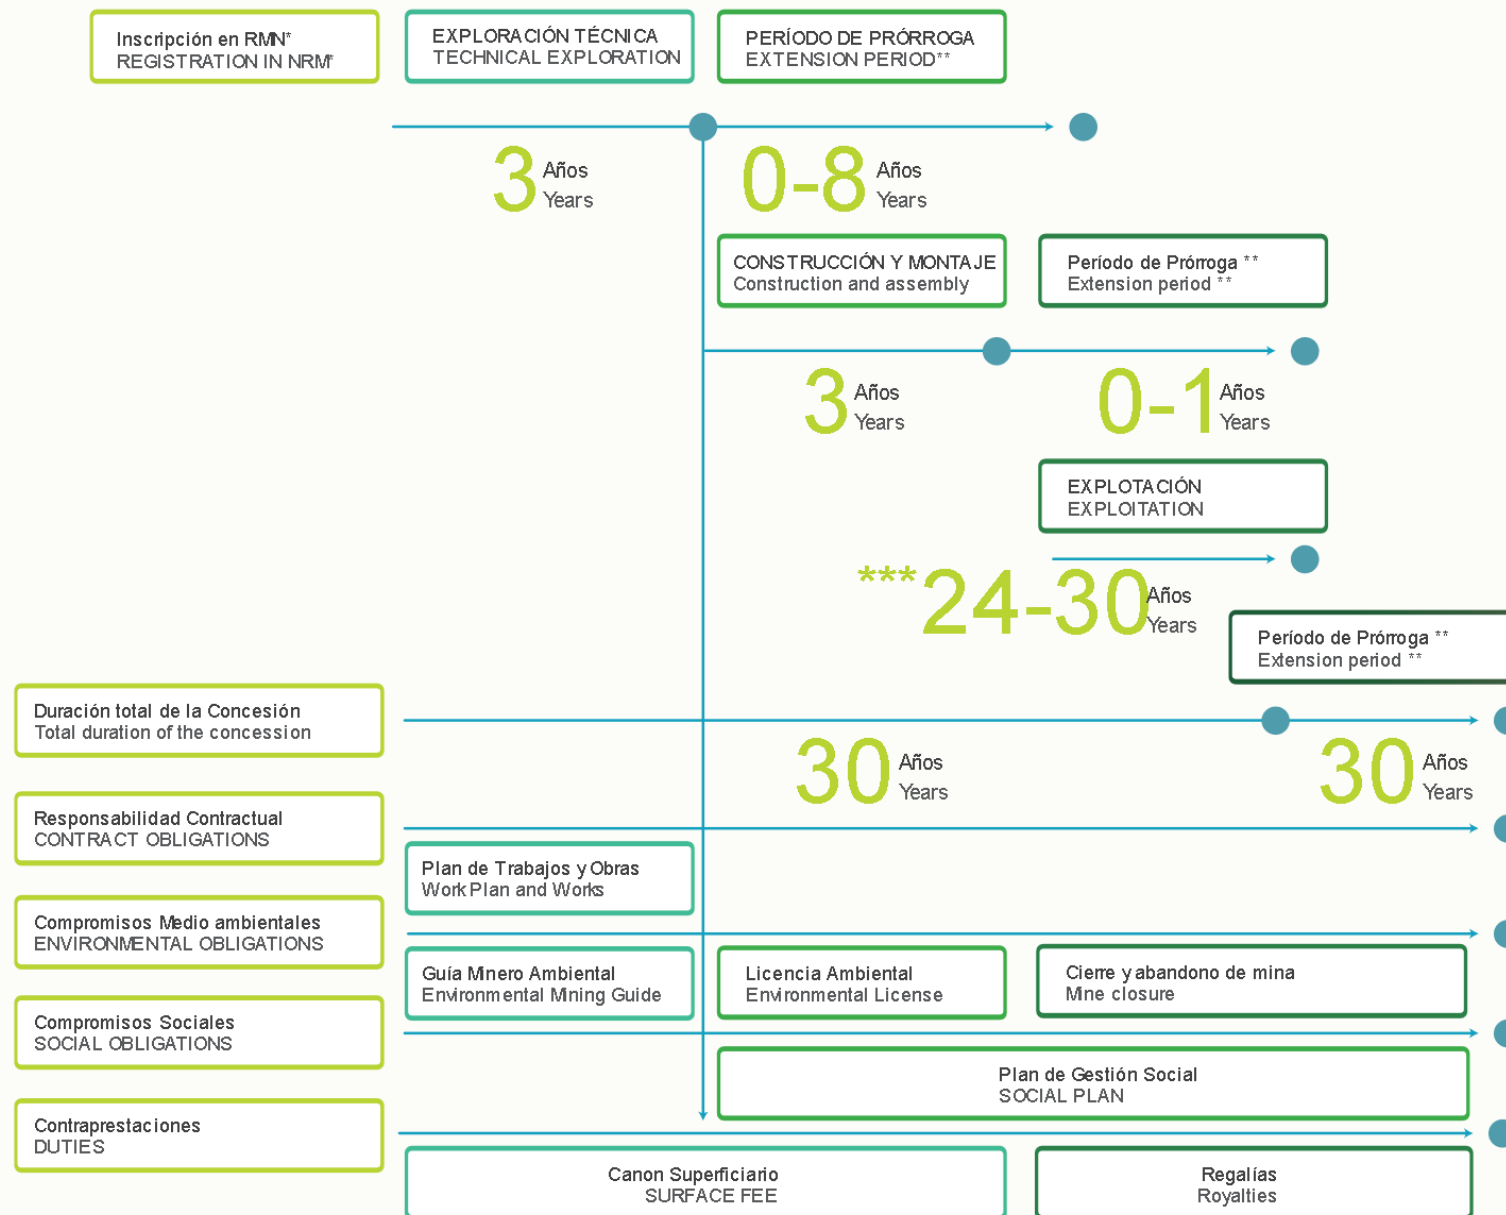 Inscripción en RMN*
REGISTRATION IN NRM*
EXPLORACIÓN TÉCNICA
TECHNICAL EXPLORATION
PERÍODO DE PRÓRROGA
EXTENSION PERIOD**
3 Años
Years
0-8 Años
Years
CONSTRUCCIÓN Y MONTAJE
Construction and assembly
Período de Prórroga **
Extension period **
3 Años
Years
0-1 Años
Years
EXPLOTACIÓN
EXPLOITATION
***24-30 Años
Years
Período de Prórroga **
Extension period **
Duración total de la Concesión
Total duration of the concession
30 Años
Years
30 Años
Years
Responsabilidad Contractual
CONTRACT OBLIGATIONS
Plan de Trabajos y Obras
Work Plan and Works
Compromisos Medio ambientales
ENVIRONMENTAL OBLIGATIONS
Guía Minero Ambiental
Environmental Mining Guide
Licencia Ambiental
Environmental License
Cierre y abandono de mina
Mine closure
Compromisos Sociales
SOCIAL OBLIGATIONS
Plan de Gestión Social
SOCIAL PLAN
Contraprestaciones
DUTIES
Canon Superficiario
SURFACE FEE
Regalías
Royalties